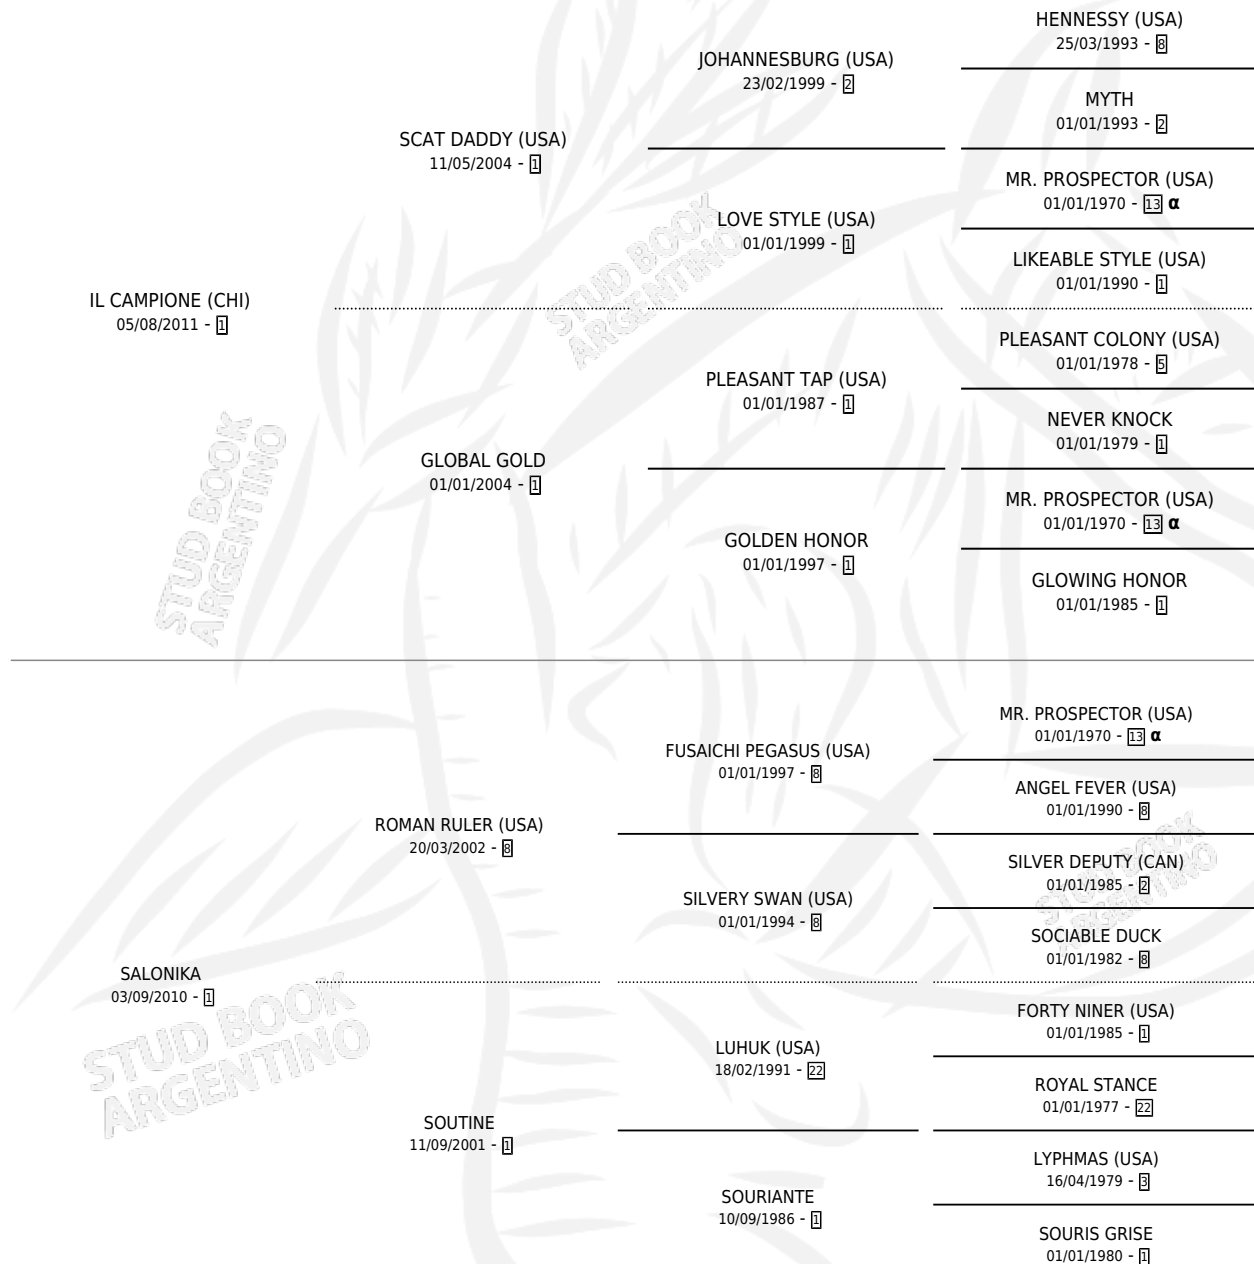 HENNESSY (USA)
25/03/1993 - 8
JOHANNESBURG (USA)
23/02/1999 - 2
MYTH
01/01/1993 - 2
SCAT DADDY (USA)
11/05/2004 - 1
MR. PROSPECTOR (USA)
01/01/1970 - 13 α
LOVE STYLE (USA)
01/01/1999 - 1
LIKEABLE STYLE (USA)
01/01/1990 - 1
IL CAMPIONE (CHI)
05/08/2011 - 1
PLEASANT COLONY (USA)
01/01/1978 - 5
PLEASANT TAP (USA)
01/01/1987 - 1
NEVER KNOCK
01/01/1979 - 1
GLOBAL GOLD
01/01/2004 - 1
MR. PROSPECTOR (USA)
01/01/1970 - 13 α
GOLDEN HONOR
01/01/1997 - 1
GLOWING HONOR
01/01/1985 - 1
MR. PROSPECTOR (USA)
01/01/1970 - 13 α
FUSAICHI PEGASUS (USA)
01/01/1997 - 8
ANGEL FEVER (USA)
01/01/1990 - 8
ROMAN RULER (USA)
20/03/2002 - 8
SILVER DEPUTY (CAN)
01/01/1985 - 2
SILVERY SWAN (USA)
01/01/1994 - 8
SOCIABLE DUCK
01/01/1982 - 8
SALONIKA
03/09/2010 - 1
FORTY NINER (USA)
01/01/1985 - 1
LUHUK (USA)
18/02/1991 - 22
ROYAL STANCE
01/01/1977 - 22
SOUTINE
11/09/2001 - 1
LYPHMAS (USA)
16/04/1979 - 3
SOURIANTE
10/09/1986 - 1
SOURIS GRISE
01/01/1980 - 1
STUD BOOK
ARGENTINO
STUD BOOK
ARGENTINO
STUD BOOK
ARGENTINO
STUD BOOK
ARGENTINO